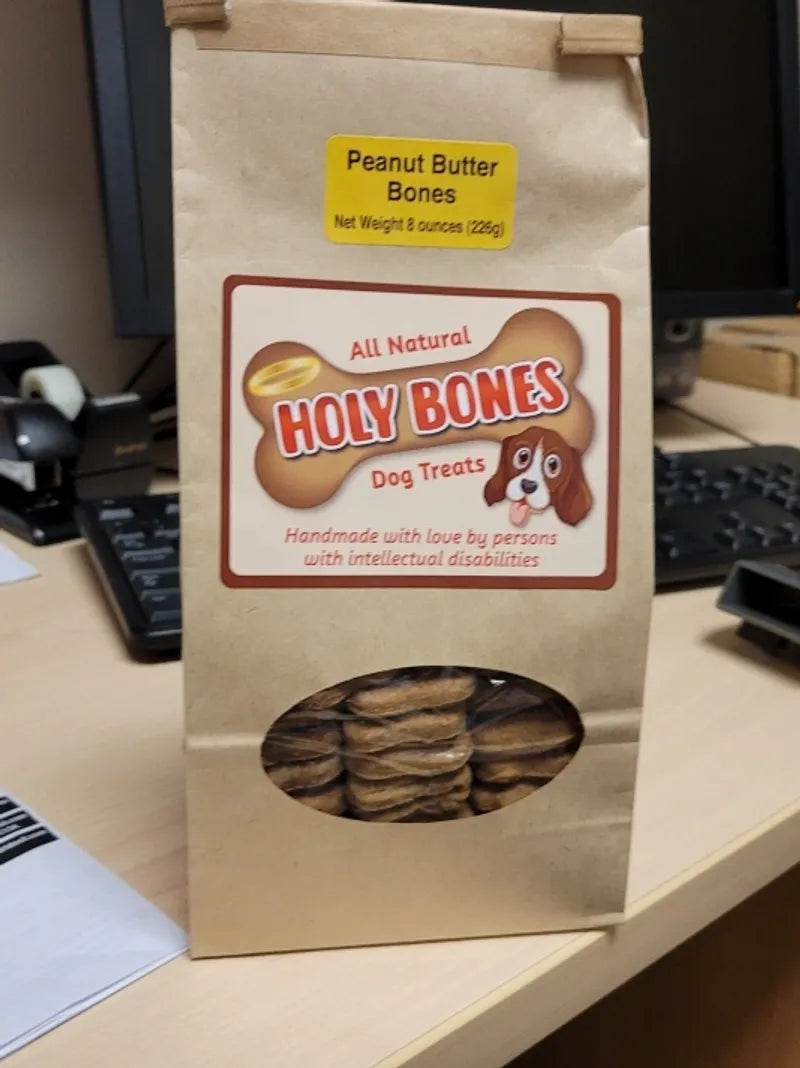 Peanut Butter
Bones
Net Weight 8 ounces (226g)
All Natural
HOLY BONES
Dog Treats
Handmade with love by persons
with intellectual disabilities